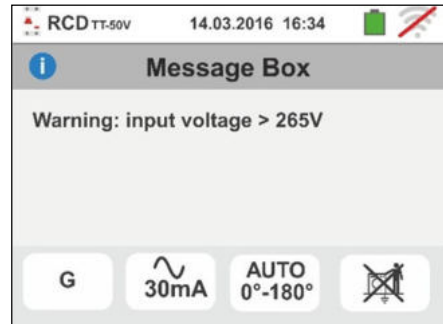 RCD TT-50V 14.03.2016 16:34
Message Box
Warning: input voltage > 265V
G 30mA AUTO
0°-180°